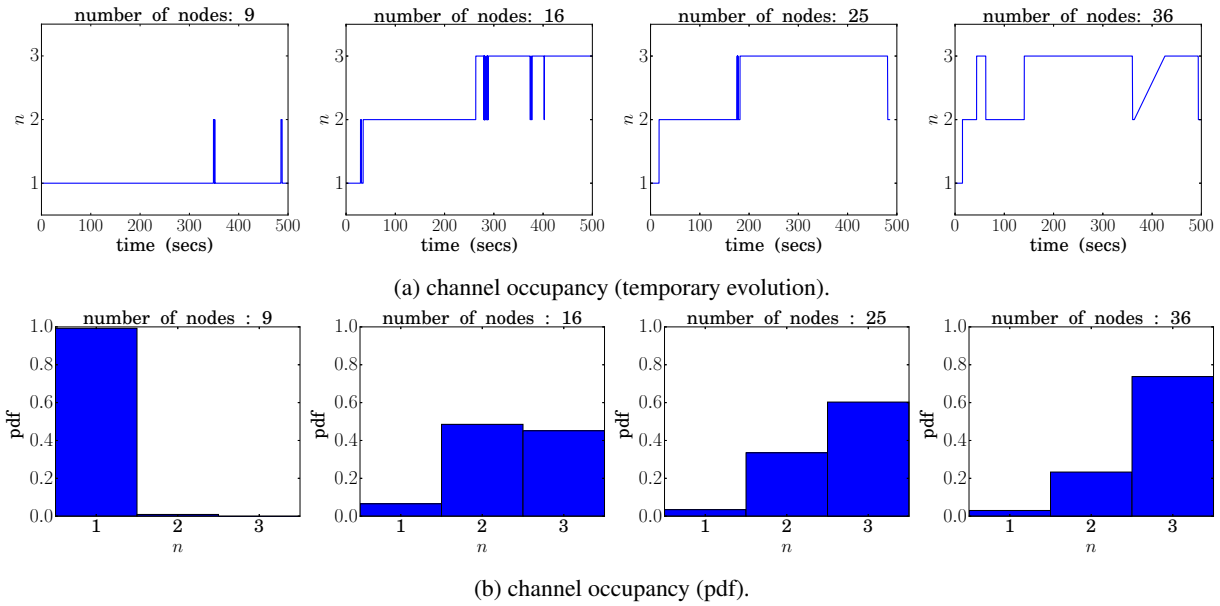 number of nodes: 9 number of nodes: 16 number of nodes: 25 number of nodes: 36
3 3 3 3
n n n n
2 2 2 2
1 1 1 1
0 100 200 300 400 500 0 100 200 300 400 500 0 100 200 300 400 500 0 100 200 300 400 500
time (secs) time (secs) time (secs) time (secs)
(a) channel occupancy (temporary evolution).
number of nodes : 9 number of nodes : 16 number of nodes : 25 number of nodes : 36
1.0 1.0 1.0 1.0
0.8 0.8 0.8 0.8
0.6 0.6 0.6 0.6
pdf pdf pdf pdf
0.4 0.4 0.4 0.4
0.2 0.2 0.2 0.2
0.0 0.0 0.0 0.0
1 2 3 1 2 3 1 2 3 1 2 3
n n n n
(b) channel occupancy (pdf).